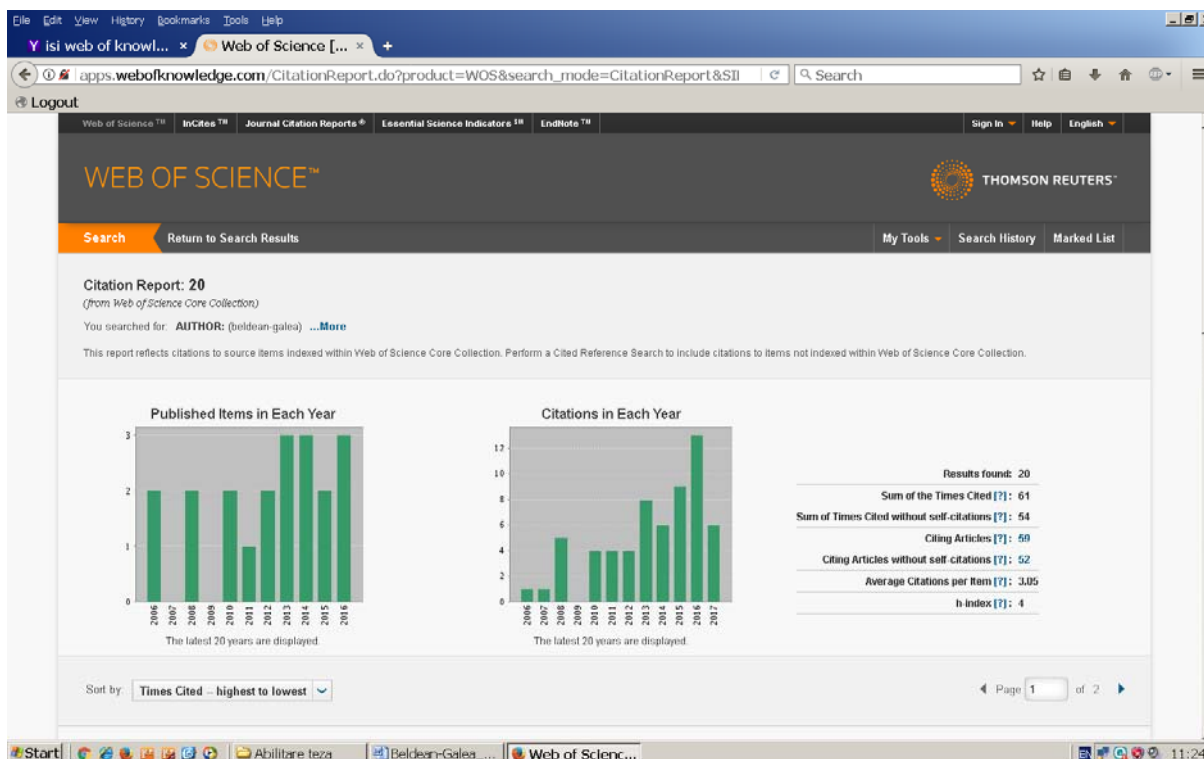 File Edit View History Bookmarks Tools Help
Y isi web of knowl... × Web of Science [... × +
apps.webofknowledge.com/CitationReport.do?product=WOS&search_mode=CitationReport&SII Search
Logout
Web of Science™ InCites™ Journal Citation Reports® Essential Science Indicators℠ EndNote™ Sign In Help English
WEB OF SCIENCE™ THOMSON REUTERS™
Search Return to Search Results My Tools Search History Marked List
Citation Report: 20
(from Web of Science Core Collection)
You searched for: AUTHOR: (beldean-galea) ...More
This report reflects citations to source items indexed within Web of Science Core Collection. Perform a Cited Reference Search to include citations to items not indexed within Web of Science Core Collection.
Published Items in Each Year
3
2
1
0
2006 2007 2008 2009 2010 2011 2012 2013 2014 2015 2016
The latest 20 years are displayed.
Citations in Each Year
12
10
8
6
4
2
0
2006 2007 2008 2009 2010 2011 2012 2013 2014 2015 2016 2017
The latest 20 years are displayed.
Results found: 20
Sum of the Times Cited [?] : 61
Sum of Times Cited without self-citations [?] : 54
Citing Articles [?] : 59
Citing Articles without self-citations [?] : 52
Average Citations per Item [?] : 3.05
h-index [?] : 4
Sort by: Times Cited -- highest to lowest Page 1 of 2
Start Abilitare teza Beldean-Galea ... Web of Scienc... EN 11:24